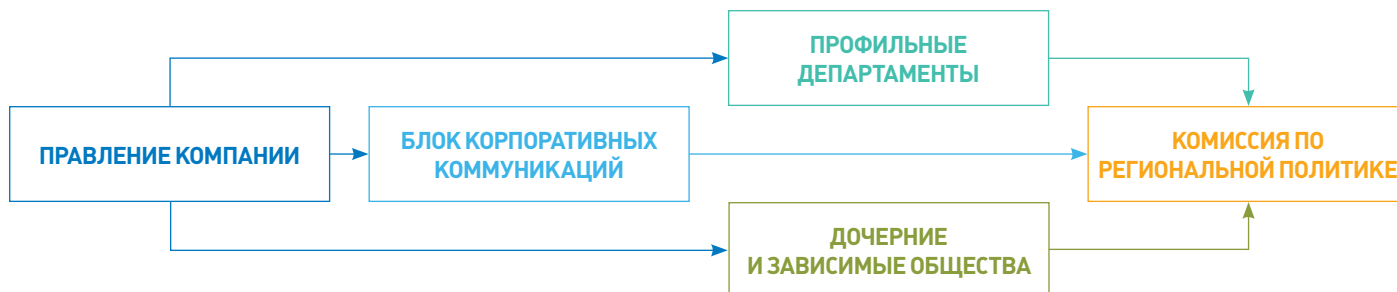 ПРОФИЛЬНЫЕ
ДЕПАРТАМЕНТЫ
ПРАВЛЕНИЕ КОМПАНИИ
БЛОК КОРПОРАТИВНЫХ
КОММУНИКАЦИЙ
КОМИССИЯ ПО
РЕГИОНАЛЬНОЙ ПОЛИТИКЕ
ДОЧЕРНИЕ
И ЗАВИСИМЫЕ ОБЩЕСТВА